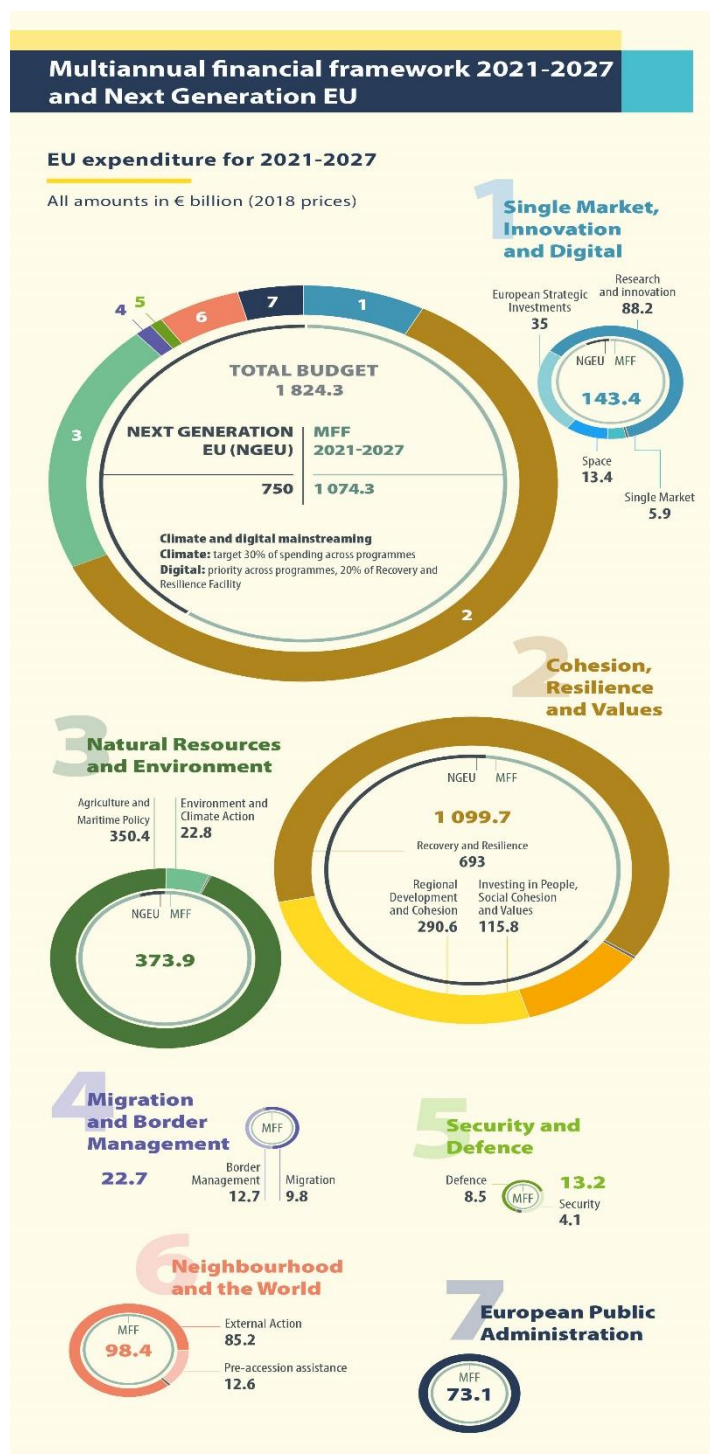 Multiannual financial framework 2021-2027
and Next Generation EU
EU expenditure for 2021-2027
All amounts in € billion (2018 prices)
1
Single Market,
Innovation
and Digital
European Strategic
Investments
35
Research
and innovation
88.2
NGEU MFF
143.4
Space
13.4
Single Market
5.9
4
5
6
7
1
3
2
TOTAL BUDGET
1 824.3
NEXT GENERATION
EU (NGEU)
750
MFF
2021-2027
1 074.3
Climate and digital mainstreaming
Climate: target 30% of spending across programmes
Digital: priority across programmes, 20% of Recovery and
Resilience Facility
2
Cohesion,
Resilience
and Values
NGEU MFF
1 099.7
Recovery and Resilience
693
Regional
Development
and Cohesion
290.6
Investing in People,
Social Cohesion
and Values
115.8
3
Natural Resources
and Environment
Agriculture and
Maritime Policy
350.4
Environment and
Climate Action
22.8
NGEU MFF
373.9
4
Migration
and Border
Management
22.7
MFF
Border
Management
12.7
Migration
9.8
5
Security and
Defence
Defence
8.5
MFF
13.2
Security
4.1
6
Neighbourhood
and the World
MFF
98.4
External Action
85.2
Pre-accession assistance
12.6
7
European Public
Administration
MFF
73.1